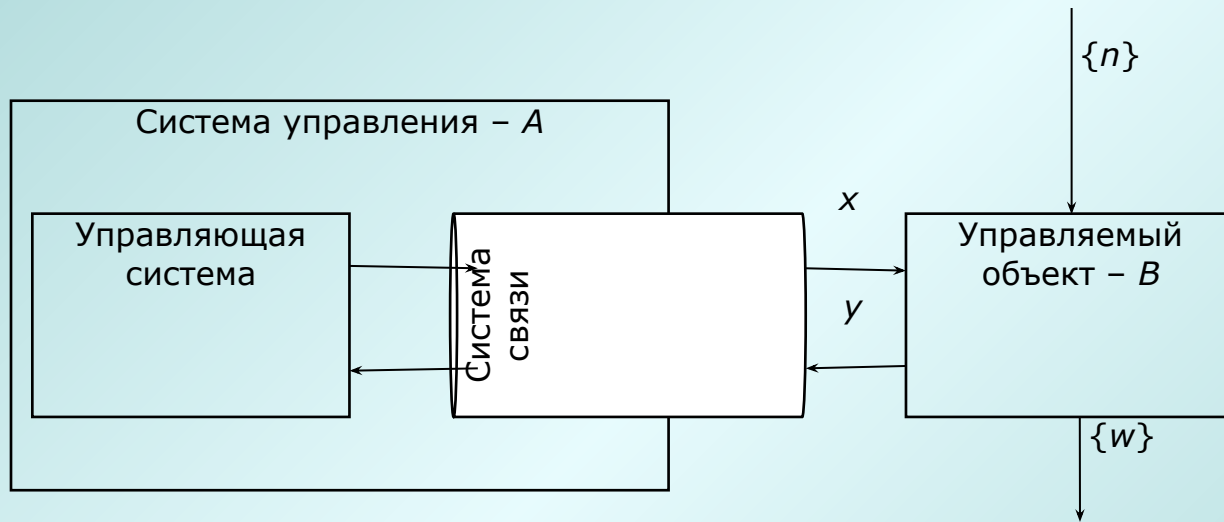 {n}
Система управления – A
x
Управляющая
система
Система
связи
Управляемый
объект – B
y
{w}